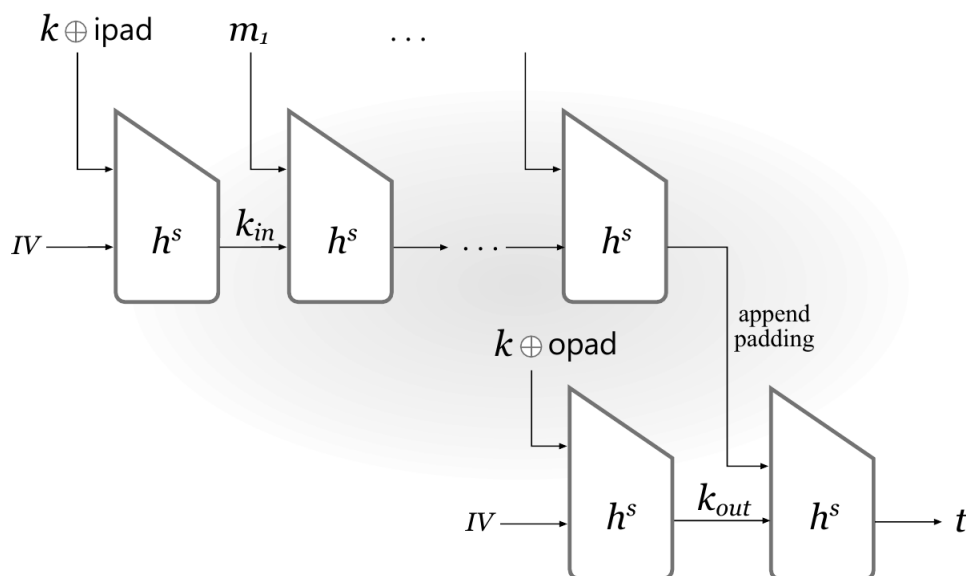 k ⊕ ipad
m₁
...
IV
hˢ
k_in
hˢ
...
hˢ
append
padding
k ⊕ opad
IV
hˢ
k_out
hˢ
t